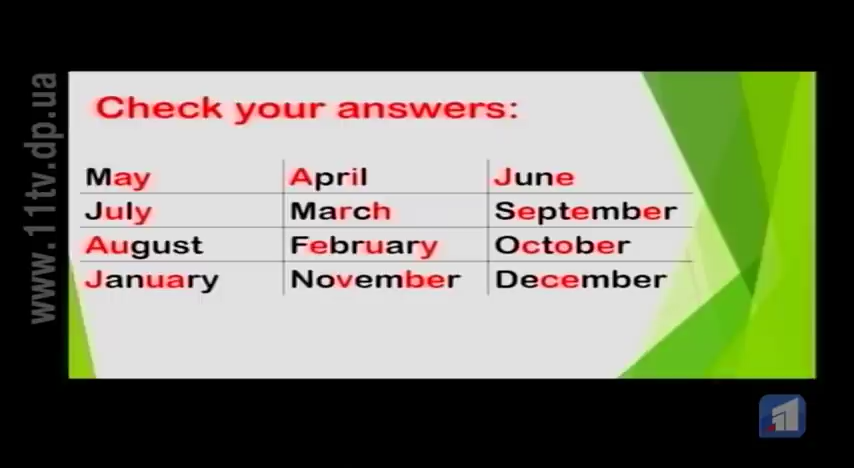 www.11tv.dp.ua
Check your answers:
May April June
July March September
August February October
January November December
1